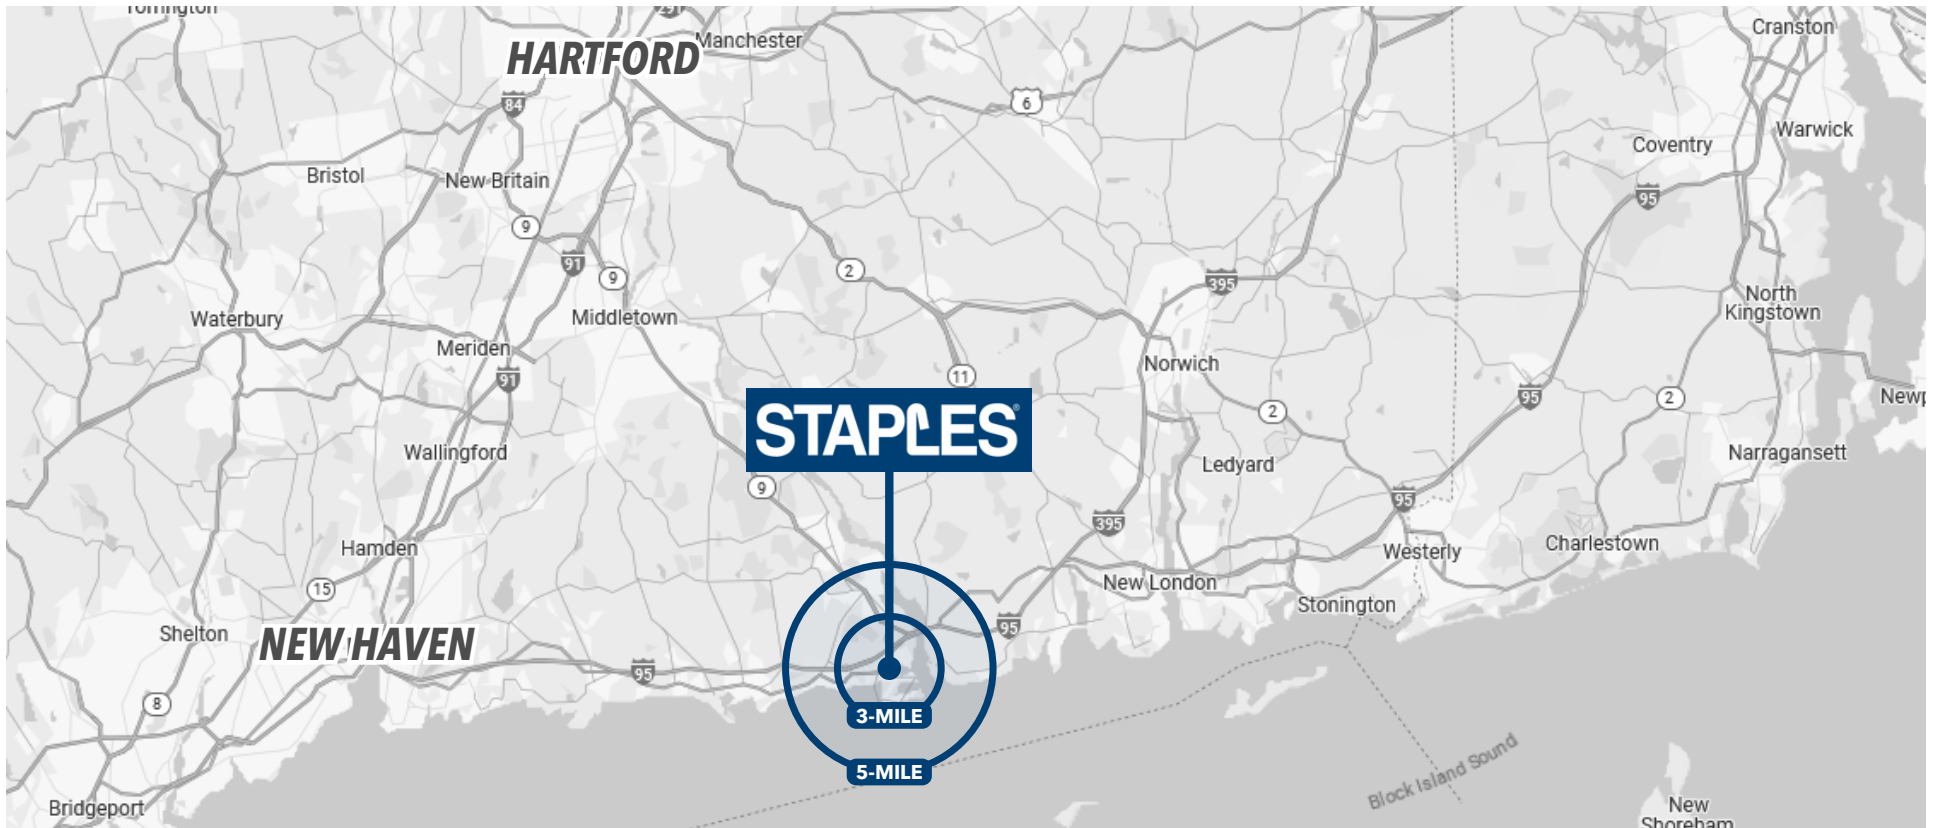 Torrington
291
Cranston
HARTFORD
Manchester
84
6
Warwick
Coventry
Bristol
New Britain
95
9
91
9
2
395
North
Kingstown
Waterbury
Middletown
Meriden
Norwich
91
11
95
2
Newp
STAPLES®
2
Wallingford
Narragansett
Ledyard
9
95
395
Hamden
Westerly
Charlestown
15
New London
Stonington
Shelton
NEW HAVEN
95
95
8
3-MILE
5-MILE
Block Island Sound
Bridgeport
New
Shoreham